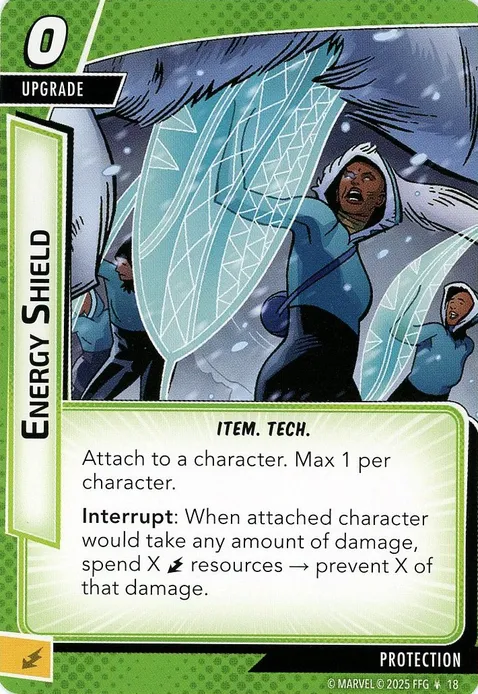 0
UPGRADE
ENERGY SHIELD
ITEM. TECH.
Attach to a character. Max 1 per
character.
Interrupt: When attached character
would take any amount of damage,
spend X resources → prevent X of
that damage.
PROTECTION
© MARVEL © 2025 FFG 18